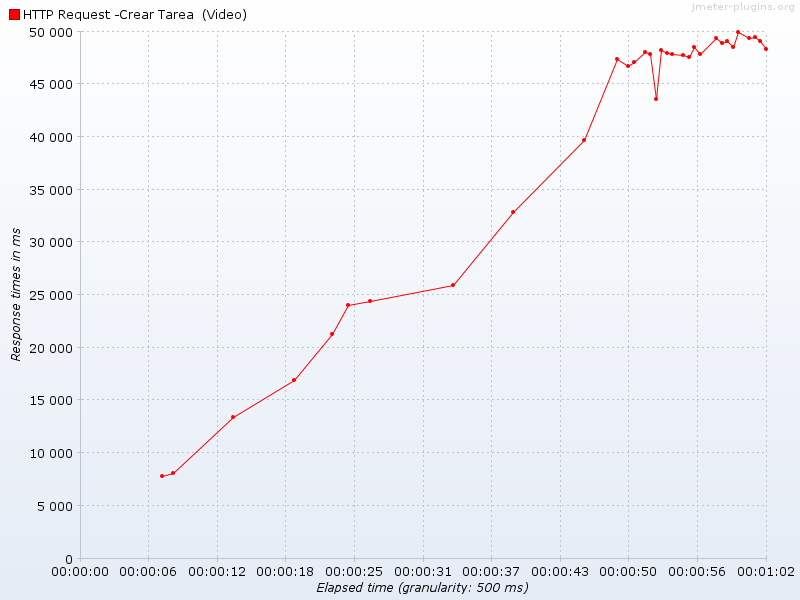 jmeter-plugins.org
HTTP Request -Crear Tarea  (Video)
50 000
45 000
40 000
35 000
30 000
25 000
20 000
15 000
10 000
5 000
0
Response times in ms
00:00:00 00:00:06 00:00:12 00:00:18 00:00:25 00:00:31 00:00:37 00:00:43 00:00:50 00:00:56 00:01:02
Elapsed time (granularity: 500 ms)